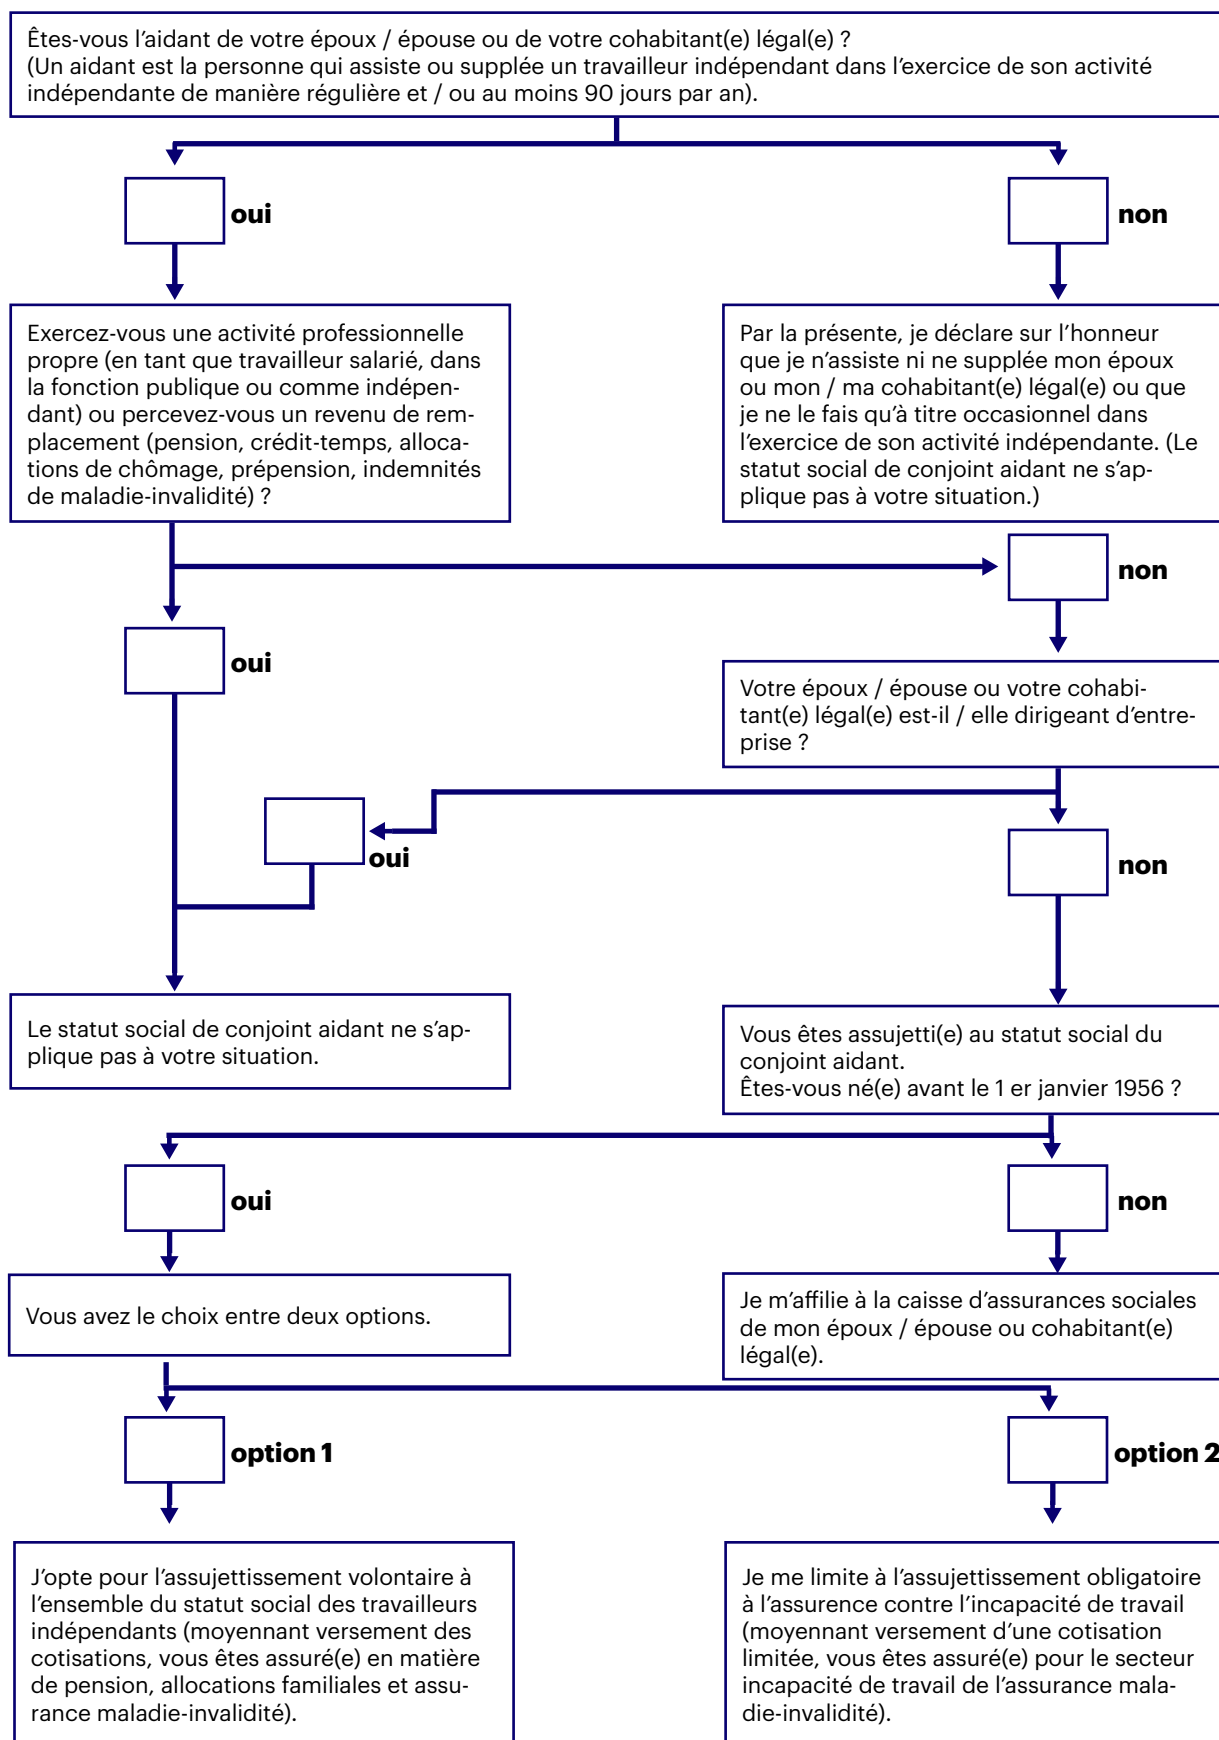 Êtes-vous l'aidant de votre époux / épouse ou de votre cohabitant(e) légal(e) ?
(Un aidant est la personne qui assiste ou supplée un travailleur indépendant dans l'exercice de son activité
indépendante de manière régulière et / ou au moins 90 jours par an).
oui
non
Exercez-vous une activité professionnelle
propre (en tant que travailleur salarié, dans
la fonction publique ou comme indépen-
dant) ou percevez-vous un revenu de rem-
placement (pension, crédit-temps, alloca-
tions de chômage, prépension, indemnités
de maladie-invalidité) ?
Par la présente, je déclare sur l'honneur
que je n'assiste ni ne supplée mon époux
ou mon / ma cohabitant(e) légal(e) ou que
je ne le fais qu'à titre occasionnel dans
l'exercice de son activité indépendante. (Le
statut social de conjoint aidant ne s'ap-
plique pas à votre situation.)
non
oui
Votre époux / épouse ou votre cohabi-
tant(e) légal(e) est-il / elle dirigeant d'entre-
prise ?
oui
non
Le statut social de conjoint aidant ne s'ap-
plique pas à votre situation.
Vous êtes assujetti(e) au statut social du
conjoint aidant.
Êtes-vous né(e) avant le 1 er janvier 1956 ?
oui
non
Vous avez le choix entre deux options.
Je m'affilie à la caisse d'assurances sociales
de mon époux / épouse ou cohabitant(e)
légal(e).
option 1
option 2
J'opte pour l'assujettissement volontaire à
l'ensemble du statut social des travailleurs
indépendants (moyennant versement des
cotisations, vous êtes assuré(e) en matière
de pension, allocations familiales et assu-
rance maladie-invalidité).
Je me limite à l'assujettissement obligatoire
à l'assurence contre l'incapacité de travail
(moyennant versement d'une cotisation
limitée, vous êtes assuré(e) pour le secteur
incapacité de travail de l'assurance mala-
die-invalidité).